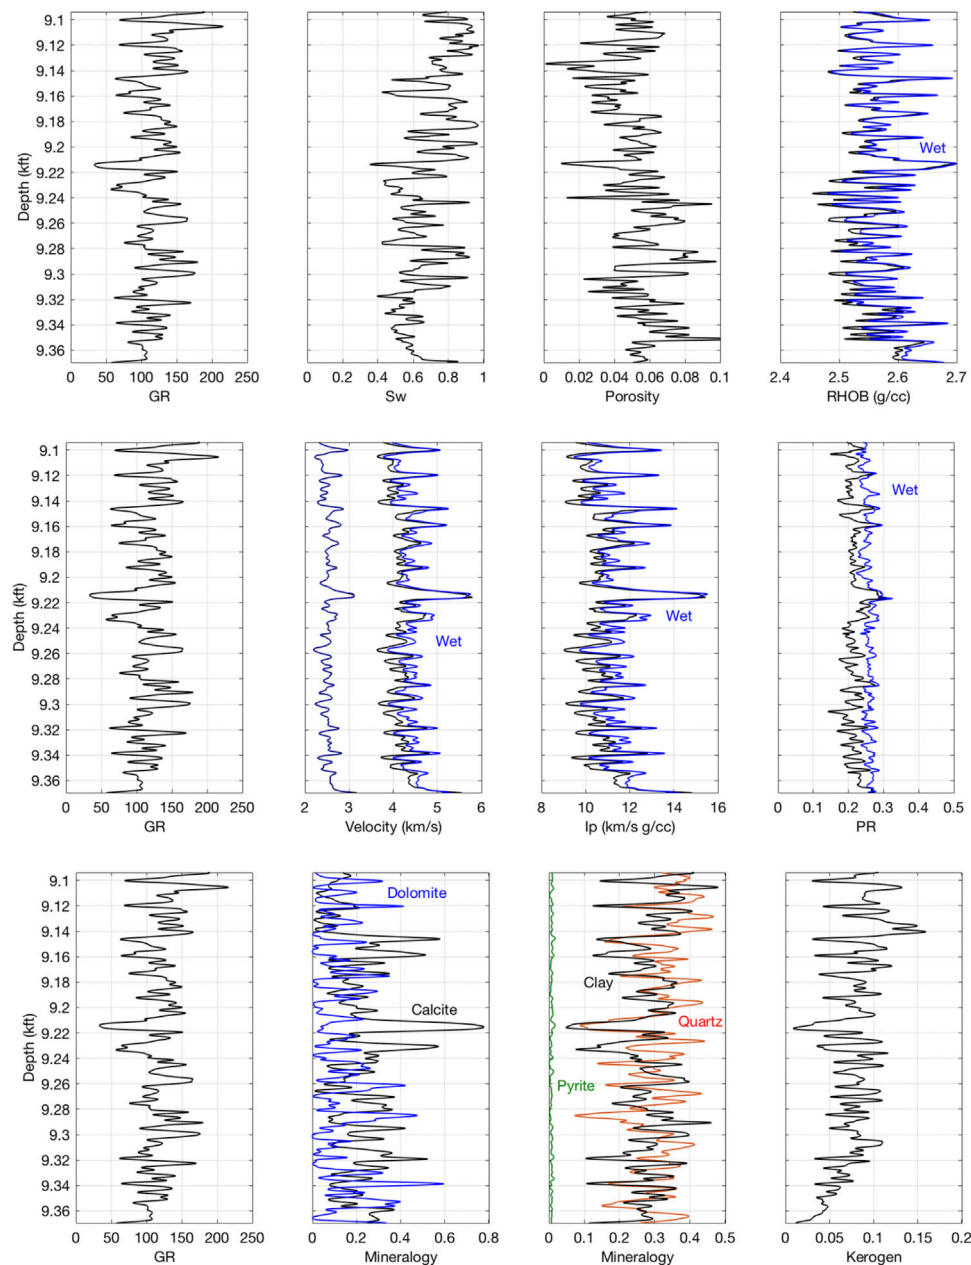 9.1
9.12
9.14
9.16
9.18
9.2
9.22
9.24
9.26
9.28
9.3
9.32
9.34
9.36
Depth (kft)
0 50 100 150 200 250
GR
0 0.2 0.4 0.6 0.8 1
Sw
0 0.02 0.04 0.06 0.08 0.1
Porosity
Wet
2.4 2.5 2.6 2.7
RHOB (g/cc)
9.1
9.12
9.14
9.16
9.18
9.2
9.22
9.24
9.26
9.28
9.3
9.32
9.34
9.36
Depth (kft)
0 50 100 150 200 250
GR
Wet
2 3 4 5 6
Velocity (km/s)
Wet
8 10 12 14 16
Ip (km/s g/cc)
Wet
0 0.1 0.2 0.3 0.4 0.5
PR
9.1
9.12
9.14
9.16
9.18
9.2
9.22
9.24
9.26
9.28
9.3
9.32
9.34
9.36
Depth (kft)
0 50 100 150 200 250
GR
Dolomite
Calcite
0 0.2 0.4 0.6 0.8
Mineralogy
Clay
Quartz
Pyrite
0 0.1 0.2 0.3 0.4 0.5
Mineralogy
0 0.05 0.1 0.15 0.2
Kerogen